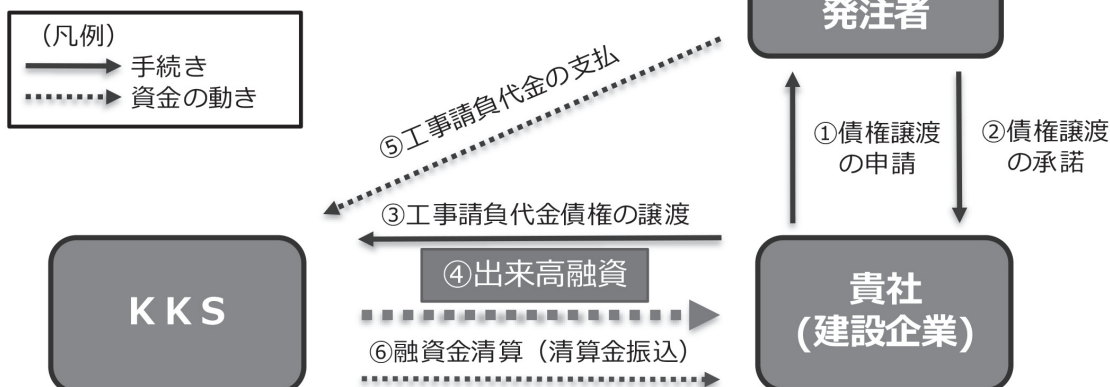 発注者
（凡例）
手続き
資金の動き
⑤工事請負代金の支払
①債権譲渡
の申請
②債権譲渡
の承諾
③工事請負代金債権の譲渡
④出来高融資
ＫＫＳ
貴社
(建設企業)
⑥融資金清算（清算金振込）